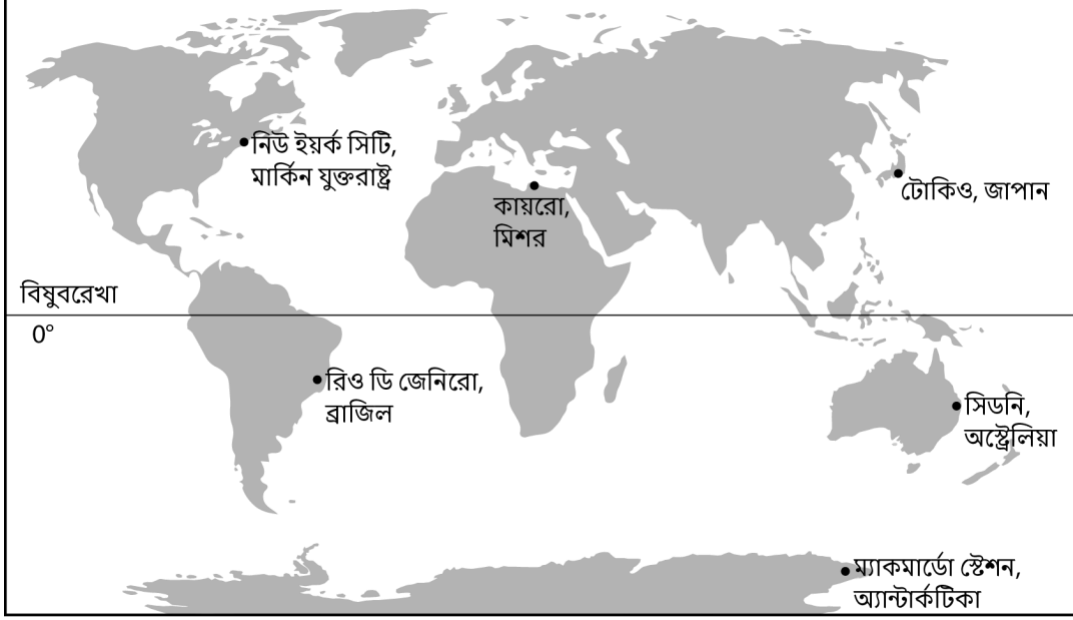 নিউ ইয়র্ক সিটি,
মার্কিন যুক্তরাষ্ট্র
টোকিও, জাপান
কায়রো,
মিশর
বিষুবরেখা
0°
রিও ডি জেনিরো,
ব্রাজিল
সিডনি,
অস্ট্রেলিয়া
ম্যাকমার্ডো স্টেশন,
অ্যান্টার্কটিকা